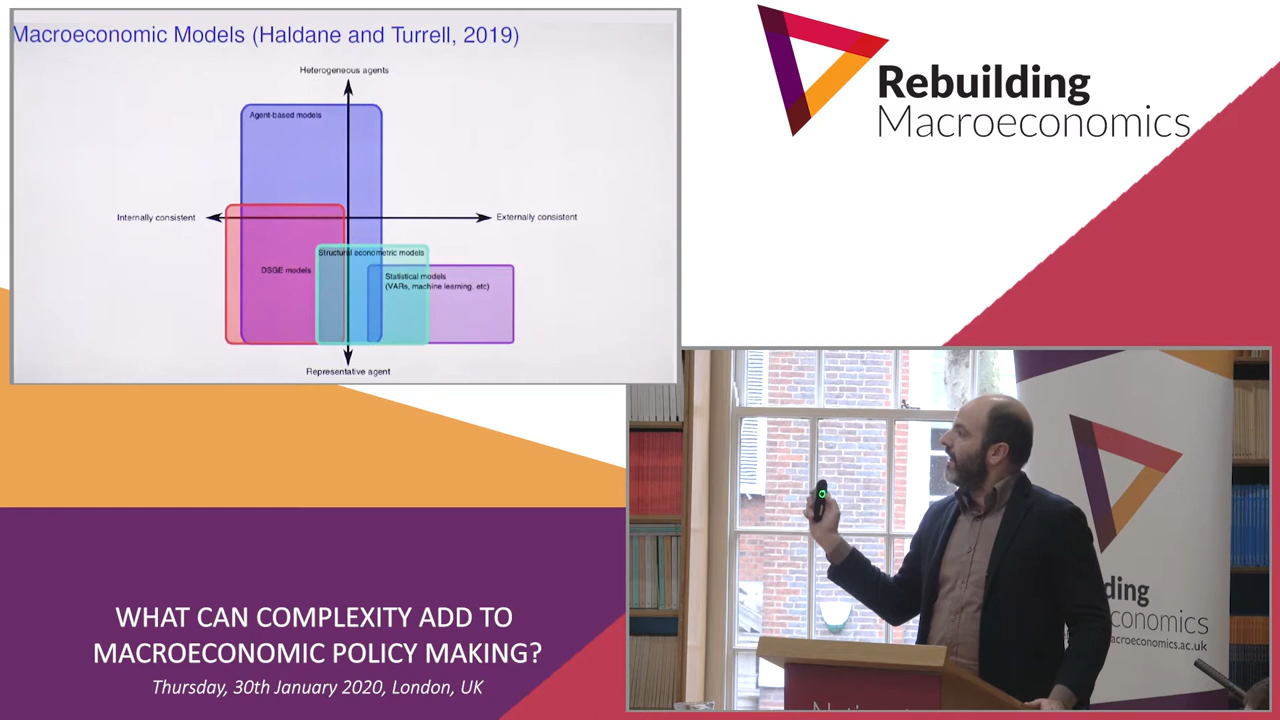 Macroeconomic Models (Haldane and Turrell, 2019)
Heterogeneous agents
Agent-based models
Internally consistent
Externally consistent
Structural econometric models
DSGE models
Statistical models
(VARs, machine learning, etc)
Representative agent
Rebuilding
Macroeconomics
WHAT CAN COMPLEXITY ADD TO
MACROECONOMIC POLICY MAKING?
Thursday, 30th January 2020, London, UK
ding
conomics
acroeconomics.ac.uk